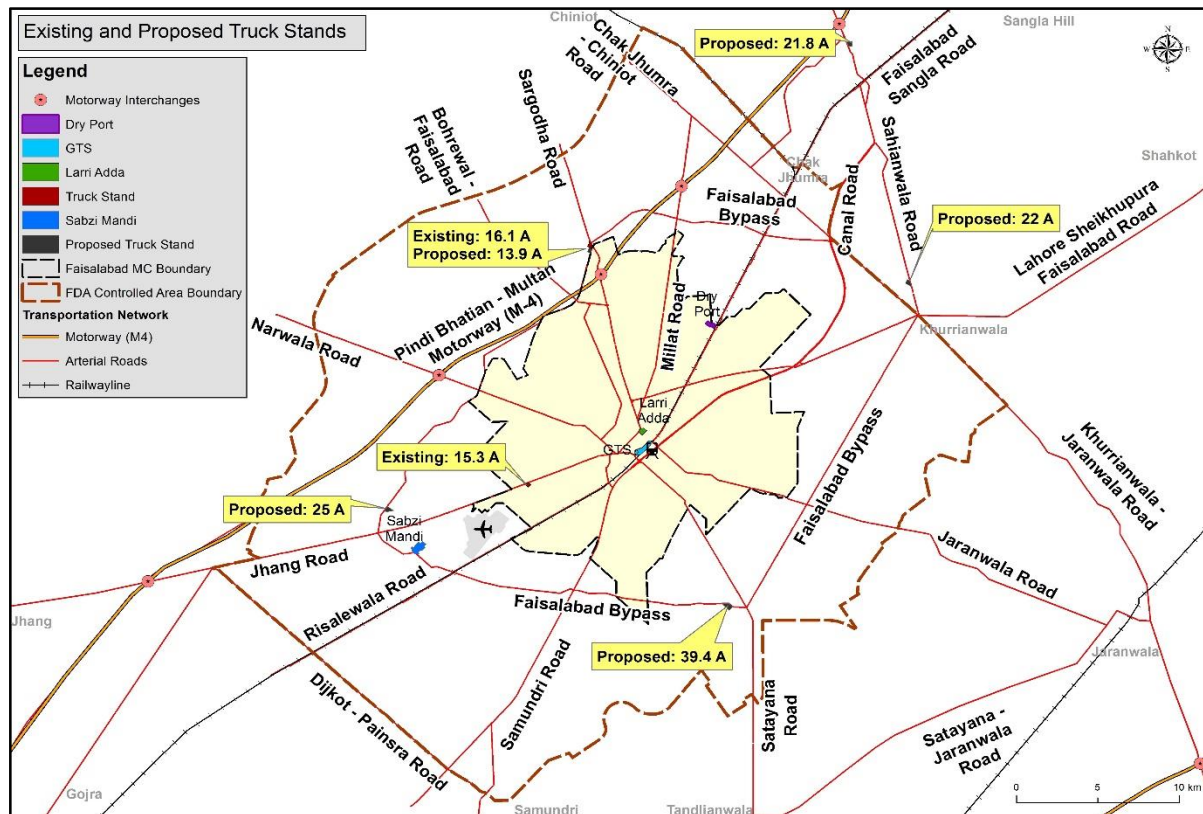 Existing and Proposed Truck Stands
Legend
Motorway Interchanges
Dry Port
GTS
Larri Adda
Truck Stand
Sabzi Mandi
Proposed Truck Stand
Faisalabad MC Boundary
FDA Controlled Area Boundary
Transportation Network
Motorway (M4)
Arterial Roads
Railwayline
Chiniot
Sangla Hill
N
W
E
S
Chak Jhumra
- Chiniot
Road
Proposed: 21.8 A
Faisalabad
Sangla Road
Sargodha Road
Bohrewal -
Faisalabad
Road
Chak
Jhumra
Sahianwala Road
Shahkot
Canal Road
Faisalabad
Bypass
Proposed: 22 A
Lahore Sheikhupura
Faisalabad Road
Existing: 16.1 A
Proposed: 13.9 A
Pindi Bhatian - Multan
Motorway (M-4)
Narwala Road
Millat Road
Dry
Port
Khurrianwala
Larri
Adda
GTS
Existing: 15.3 A
Faisalabad Bypass
Khurrianwala -
Jaranwala Road
Proposed: 25 A
Sabzi
Mandi
Jhang Road
Risalewala Road
Jaranwala Road
Faisalabad Bypass
Jhang
Proposed: 39.4 A
Jaranwala
Samundri Road
Satayana
Road
Dijkot - Painsra Road
Satayana -
Jaranwala
Road
Gojra
Samundri
Tandlianwala
0
5
10 km